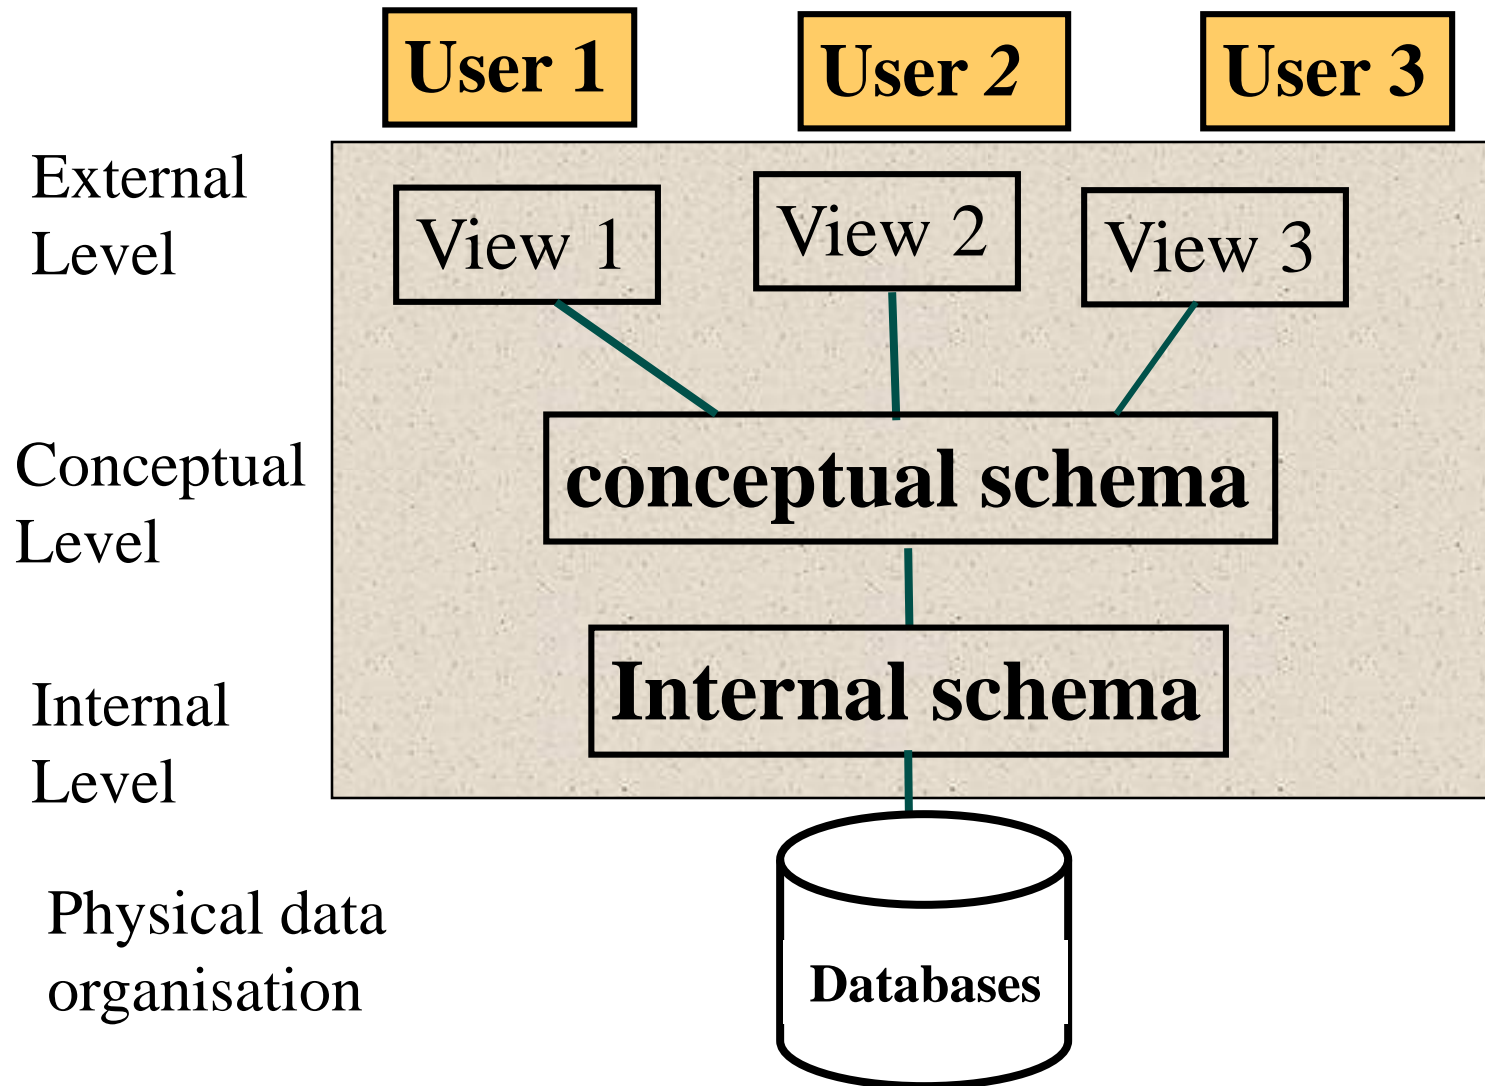 User 1
User 2
User 3
External
Level
View 1
View 2
View 3
Conceptual
Level
conceptual schema
Internal
Level
Internal schema
Physical data
organisation
Databases